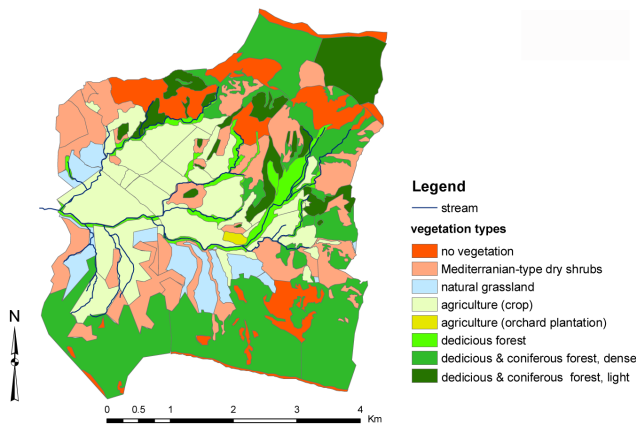 Legend
stream
vegetation types
no vegetation
Mediterranian-type dry shrubs
natural grassland
agriculture (crop)
agriculture (orchard plantation)
dedicious forest
dedicious & coniferous forest, dense
dedicious & coniferous forest, light
N
0 0.5 1 2 3 4
Km